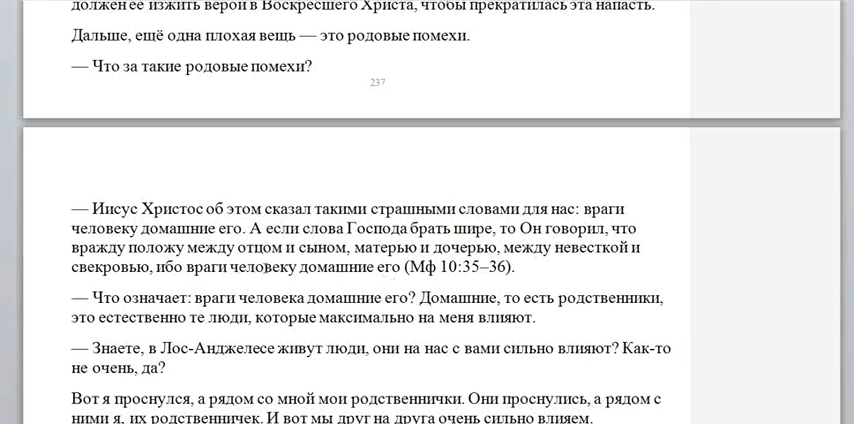 должен ее изжить верой в Воскресшего Христа, чтобы прекратилась эта напасть.
Дальше, ещё одна плохая вещь — это родовые помехи.
— Что за такие родовые помехи?
237
— Иисус Христос об этом сказал такими страшными словами для нас: враги
человеку домашние его. А если слова Господа брать шире, то Он говорил, что
вражду положу между отцом и сыном, матерью и дочерью, между невесткой и
свекровью, ибо враги человеку домашние его (Мф 10:35–36).
— Что означает: враги человека домашние его? Домашние, то есть родственники,
это естественно те люди, которые максимально на меня влияют.
— Знаете, в Лос-Анджелесе живут люди, они на нас с вами сильно влияют? Как-то
не очень, да?
Вот я проснулся, а рядом со мной мои родственнички. Они проснулись, а рядом с
ними я, их родственничек. И вот мы друг на друга очень сильно влияем.